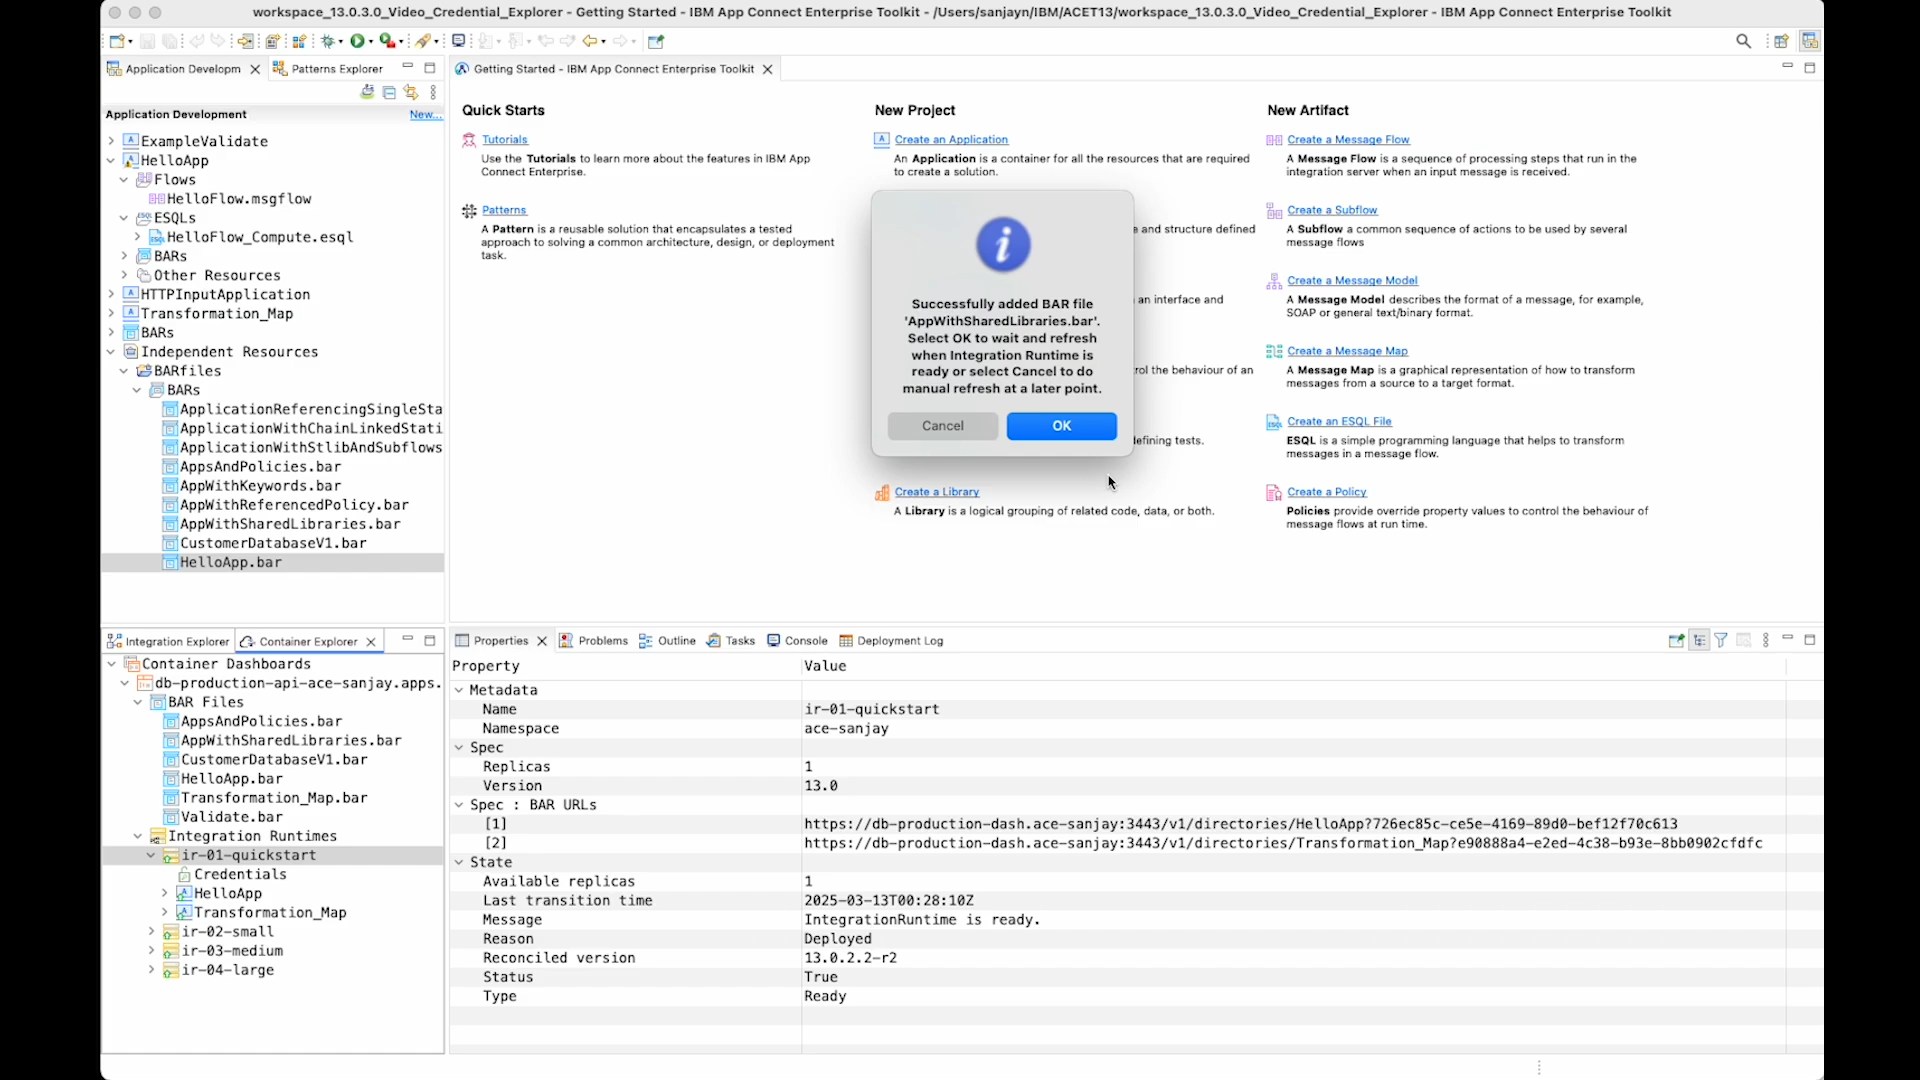 workspace_13.0.3.0_Video_Credential_Explorer - Getting Started - IBM App Connect Enterprise Toolkit - /Users/sanjayn/IBM/ACET13/workspace_13.0.3.0_Video_Credential_Explorer - IBM App Connect Enterprise Toolkit
Application Developm
Patterns Explorer
Getting Started - IBM App Connect Enterprise Toolkit
Application Development
New...
ExampleValidate
HelloApp
Flows
HelloFlow.msgflow
ESQLs
HelloFlow_Compute.esql
BARs
Other Resources
HTTPInputApplication
Transformation_Map
BARs
Independent Resources
BARfiles
BARs
ApplicationReferencingSingleSta
ApplicationWithChainLinkedStati
ApplicationWithStlibAndSubflows
AppsAndPolicies.bar
AppWithKeywords.bar
AppWithReferencedPolicy.bar
AppWithSharedLibraries.bar
CustomerDatabaseV1.bar
HelloApp.bar
Quick Starts
Tutorials
Use the Tutorials to learn more about the features in IBM App
Connect Enterprise.
Patterns
A Pattern is a reusable solution that encapsulates a tested
approach to solving a common architecture, design, or deployment
task.
New Project
Create an Application
An Application is a container for all the resources that are required
to create a solution.
e and structure defined
an interface and
rol the behaviour of an
defining tests.
Create a Library
A Library is a logical grouping of related code, data, or both.
Successfully added BAR file
'AppWithSharedLibraries.bar'.
Select OK to wait and refresh
when Integration Runtime is
ready or select Cancel to do
manual refresh at a later point.
Cancel
OK
New Artifact
Create a Message Flow
A Message Flow is a sequence of processing steps that run in the
integration server when an input message is received.
Create a Subflow
A Subflow a common sequence of actions to be used by several
message flows
Create a Message Model
A Message Model describes the format of a message, for example,
SOAP or general text/binary format.
Create a Message Map
A Message Map is a graphical representation of how to transform
messages from a source to a target format.
Create an ESQL File
ESQL is a simple programming language that helps to transform
messages in a message flow.
Create a Policy
Policies provide override property values to control the behaviour of
message flows at run time.
Integration Explorer
Container Explorer
Container Dashboards
db-production-api-ace-sanjay.apps.
BAR Files
AppsAndPolicies.bar
AppWithSharedLibraries.bar
CustomerDatabaseV1.bar
HelloApp.bar
Transformation_Map.bar
Validate.bar
Integration Runtimes
ir-01-quickstart
Credentials
HelloApp
Transformation_Map
ir-02-small
ir-03-medium
ir-04-large
Properties
Problems
Outline
Tasks
Console
Deployment Log
Property Value
Metadata
Name ir-01-quickstart
Namespace ace-sanjay
Spec
Replicas 1
Version 13.0
Spec : BAR URLs
[1] https://db-production-dash.ace-sanjay:3443/v1/directories/HelloApp?726ec85c-ce5e-4169-89d0-bef12f70c613
[2] https://db-production-dash.ace-sanjay:3443/v1/directories/Transformation_Map?e90888a4-e2ed-4c38-b93e-8bb0902cfdfc
State
Available replicas 1
Last transition time 2025-03-13T00:28:10Z
Message IntegrationRuntime is ready.
Reason Deployed
Reconciled version 13.0.2.2-r2
Status True
Type Ready